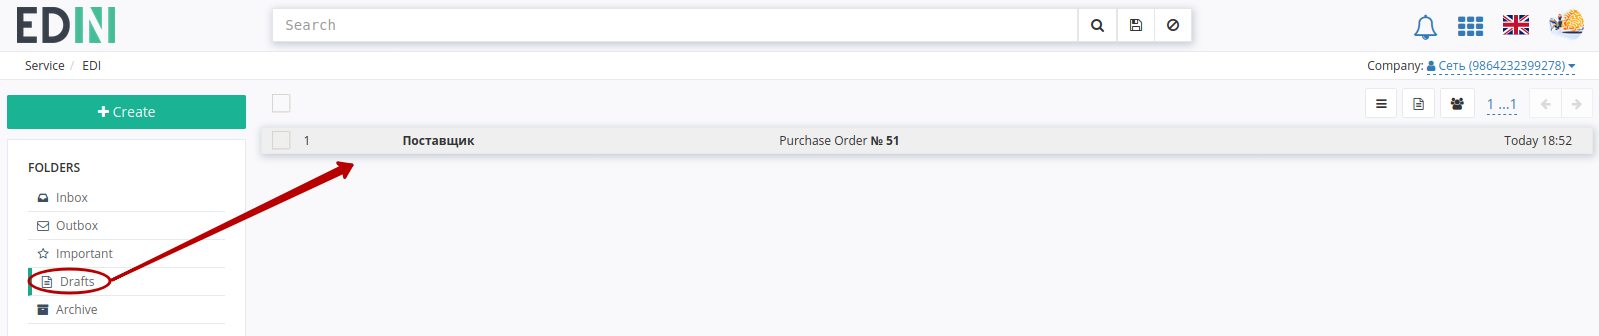 EDIN
Search
Service / EDI
Company: Сеть (9864232399278)
+ Create
1 ...1
1 Поставщик Purchase Order № 51 Today 18:52
FOLDERS
Inbox
Outbox
Important
Drafts
Archive